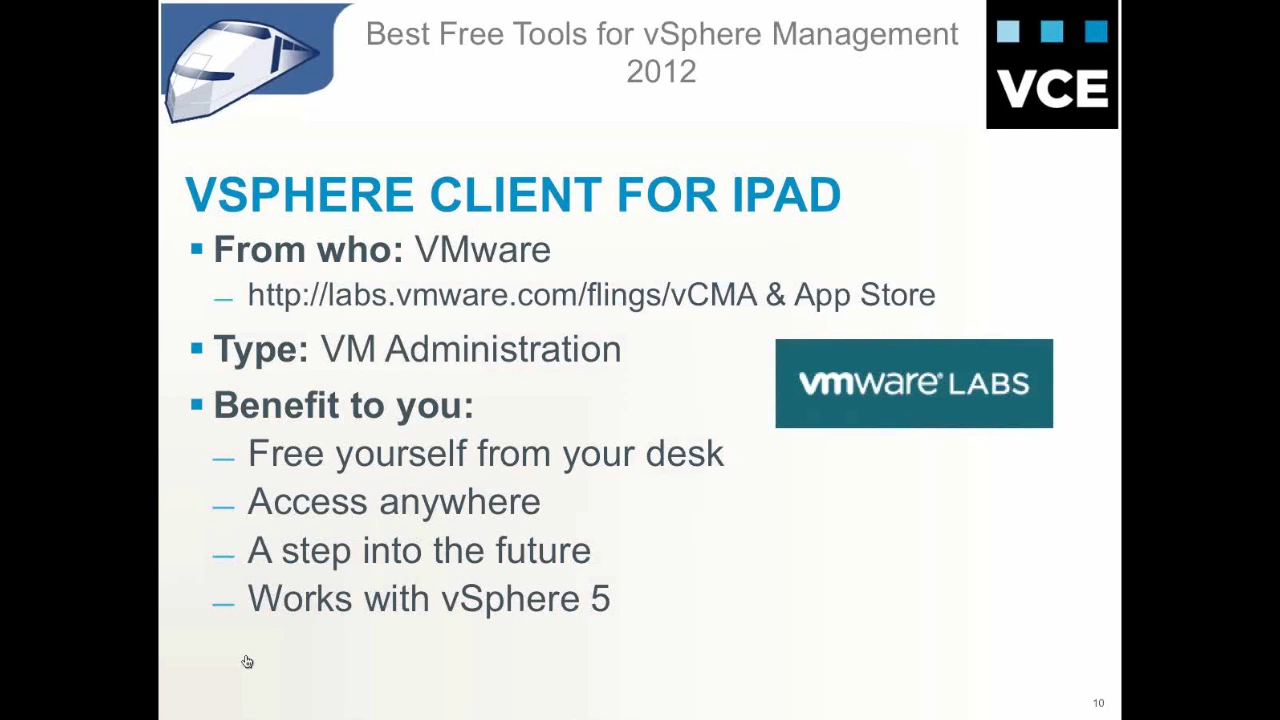 Best Free Tools for vSphere Management
2012
VCE
VSPHERE CLIENT FOR IPAD
From who: VMware
http://labs.vmware.com/flings/vCMA & App Store
Type: VM Administration
vmware® LABS
Benefit to you:
Free yourself from your desk
Access anywhere
A step into the future
Works with vSphere 5
10